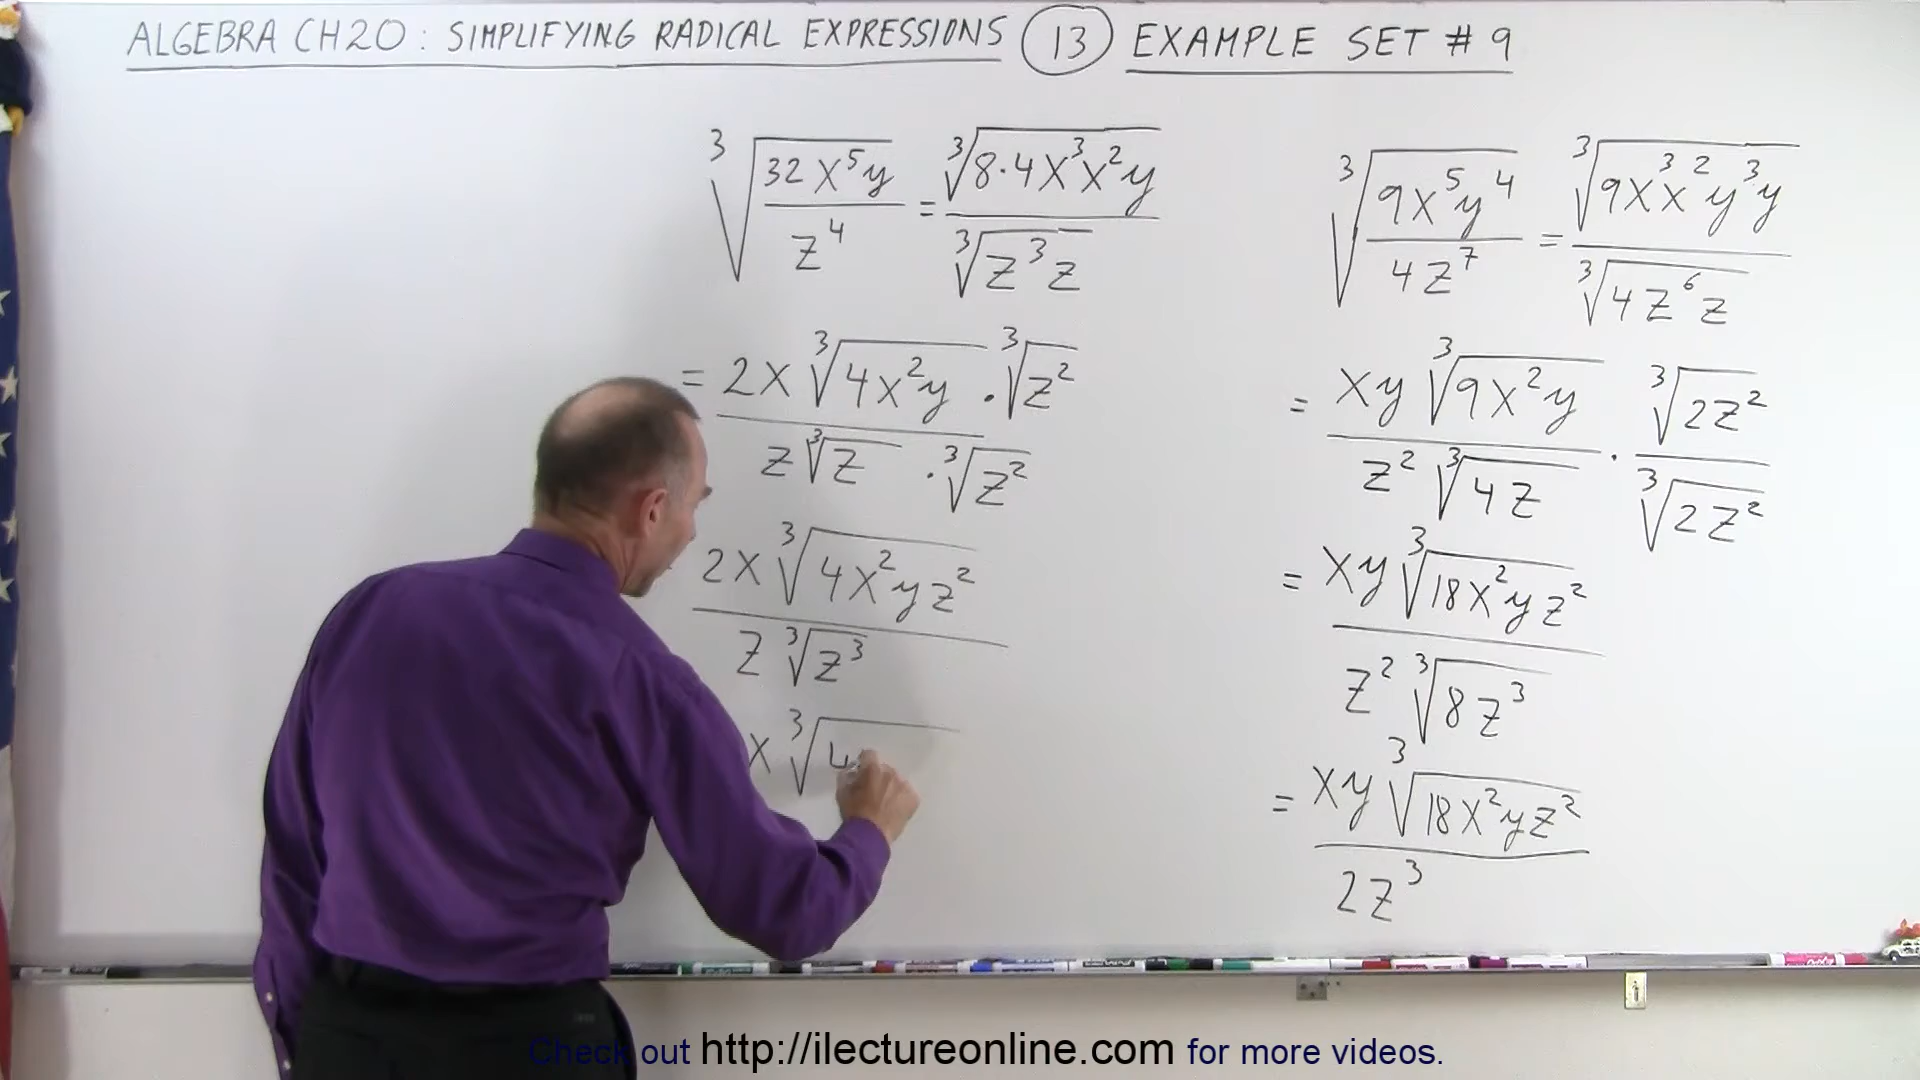 ALGEBRA CH20: SIMPLIFYING RADICAL EXPRESSIONS (13) EXAMPLE SET #9
∛(32x⁵y / z⁴) = ∛(8·4x³x²y) / ∛(z³z)
= 2x∛(4x²y) · ∛(z²) / z∛z · ∛(z²)
2x∛(4x²yz²) / z∛(z³)
x∛(4
∛(9x⁵y⁴ / 4z⁷) = ∛(9x³x²y³y) / ∛(4z⁶z)
= xy∛(9x²y) / z²∛(4z) · ∛(2z²) / ∛(2z²)
= xy∛(18x²yz²) / z²∛(8z³)
= xy∛(18x²yz²) / 2z³
Check out http://ilectureonline.com for more videos.